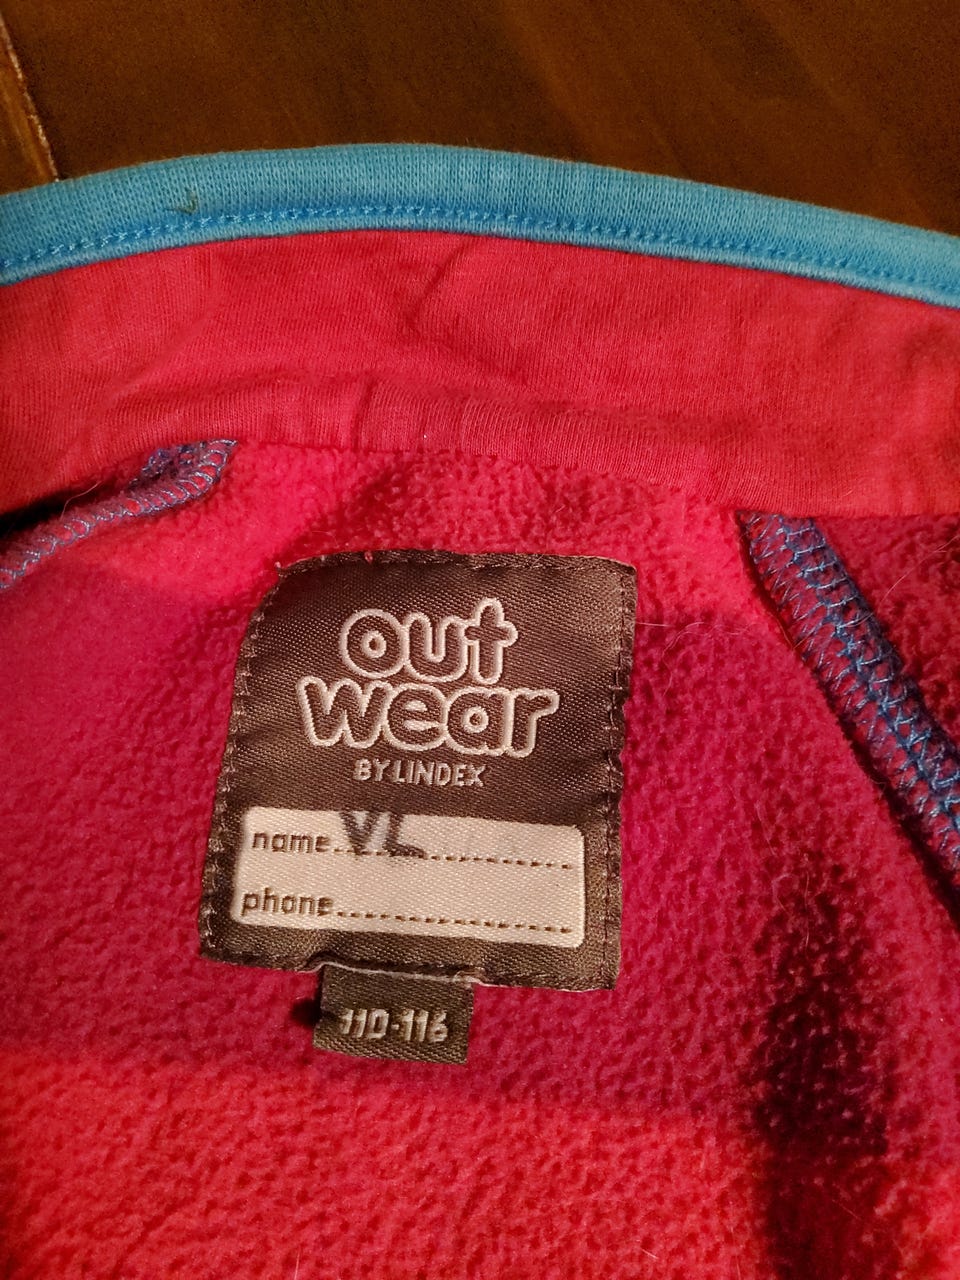 out
wear
BY LINDEX
name VL
phone
110-116